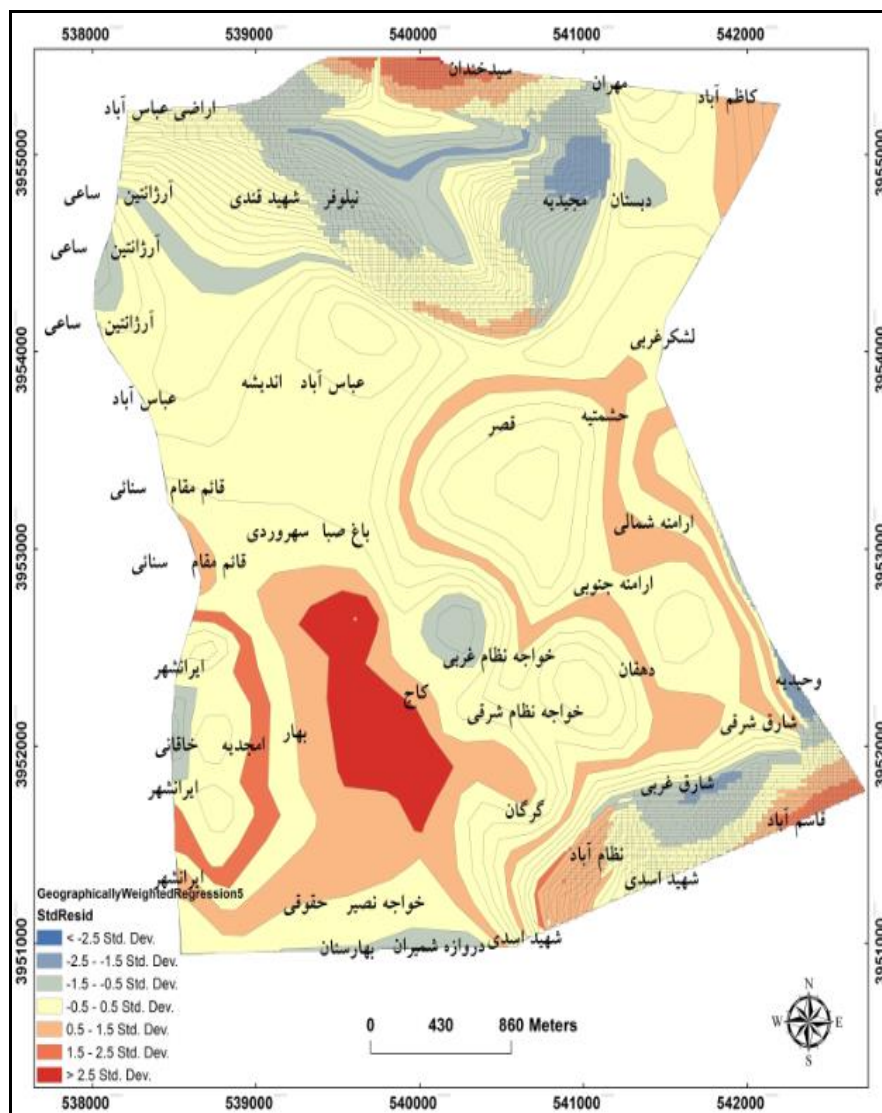 538000 539000 540000 541000 542000
سیدخندان
مهران
کاظم آباد
اراضی عباس آباد
3955000 3955000
ساعی آرژانتین شهید قندی نیلوفر مجیدیه دبستان
ساعی آرژانتین
ساعی آرژانتین
لشکرغربی
3954000 3954000
عباس آباد اندیشه عباس آباد
حشمتیه
قصر
سنائی قائم مقام
ارامنه شمالی
سهروردی باغ صبا
3953000 3953000
سنائی قائم مقام
ارامنه جنوبی
خواجه نظام غربی
ایرانشهر
دهقان
وحیدیه
کاج
خواجه نظام شرقی
شارق شرقی
بهار
امجدیه
خاقانی
3952000 3952000
ایرانشهر
شارق غربی
گرگان
قاسم آباد
نظام آباد
ایرانشهر
شهید اسدی
حقوقی خواجه نصیر
بهارستان دروازه شمیران شهید اسدی
3951000 3951000
GeographicallyWeightedRegression5
StdResid
< -2.5 Std. Dev.
-2.5 - -1.5 Std. Dev.
-1.5 - -0.5 Std. Dev.
-0.5 - 0.5 Std. Dev.
0.5 - 1.5 Std. Dev.
1.5 - 2.5 Std. Dev.
> 2.5 Std. Dev.
0 430 860 Meters
N
W E
S
538000 539000 540000 541000 542000